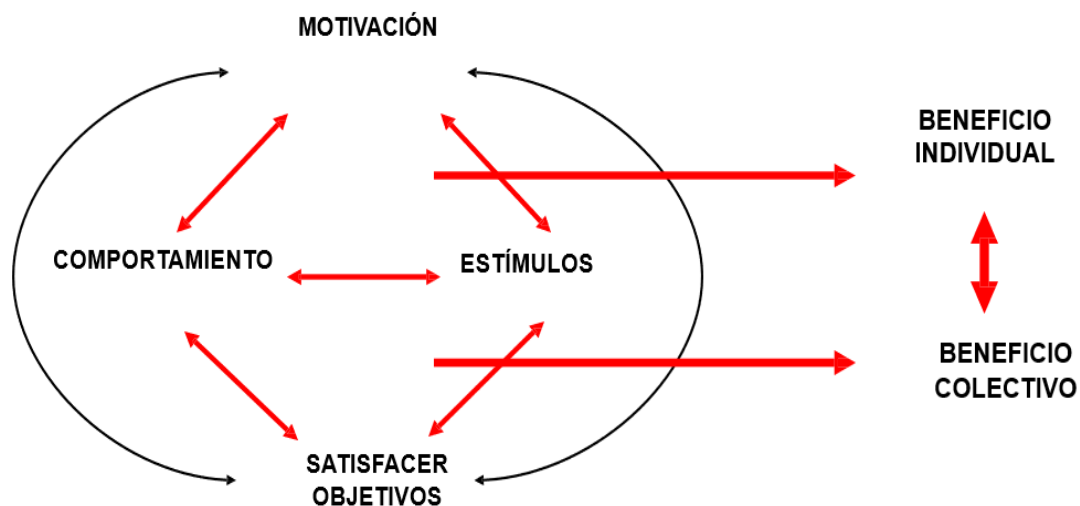 MOTIVACIÓN
BENEFICIO
INDIVIDUAL
COMPORTAMIENTO
ESTÍMULOS
BENEFICIO
COLECTIVO
SATISFACER
OBJETIVOS